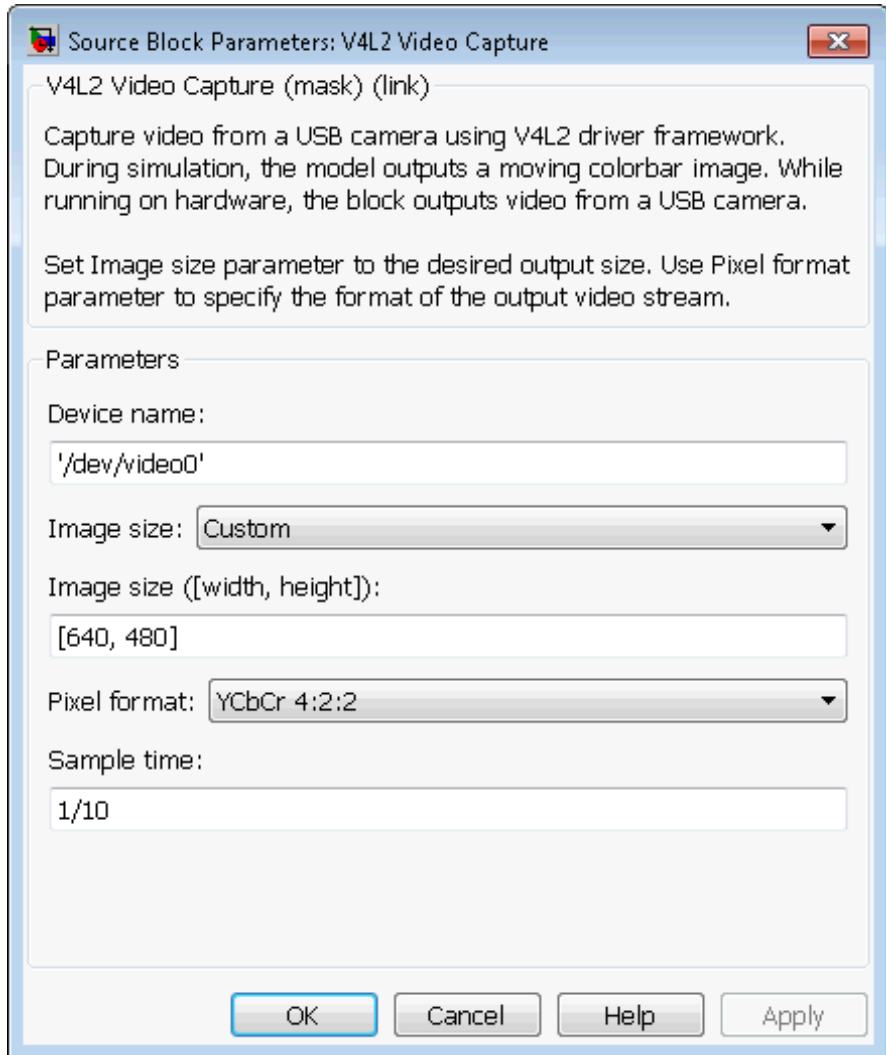 Source Block Parameters: V4L2 Video Capture
V4L2 Video Capture (mask) (link)
Capture video from a USB camera using V4L2 driver framework.
During simulation, the model outputs a moving colorbar image. While
running on hardware, the block outputs video from a USB camera.
Set Image size parameter to the desired output size. Use Pixel format
parameter to specify the format of the output video stream.
Parameters
Device name:
'/dev/video0'
Image size: Custom
Image size ([width, height]):
[640, 480]
Pixel format: YCbCr 4:2:2
Sample time:
1/10
OK Cancel Help Apply